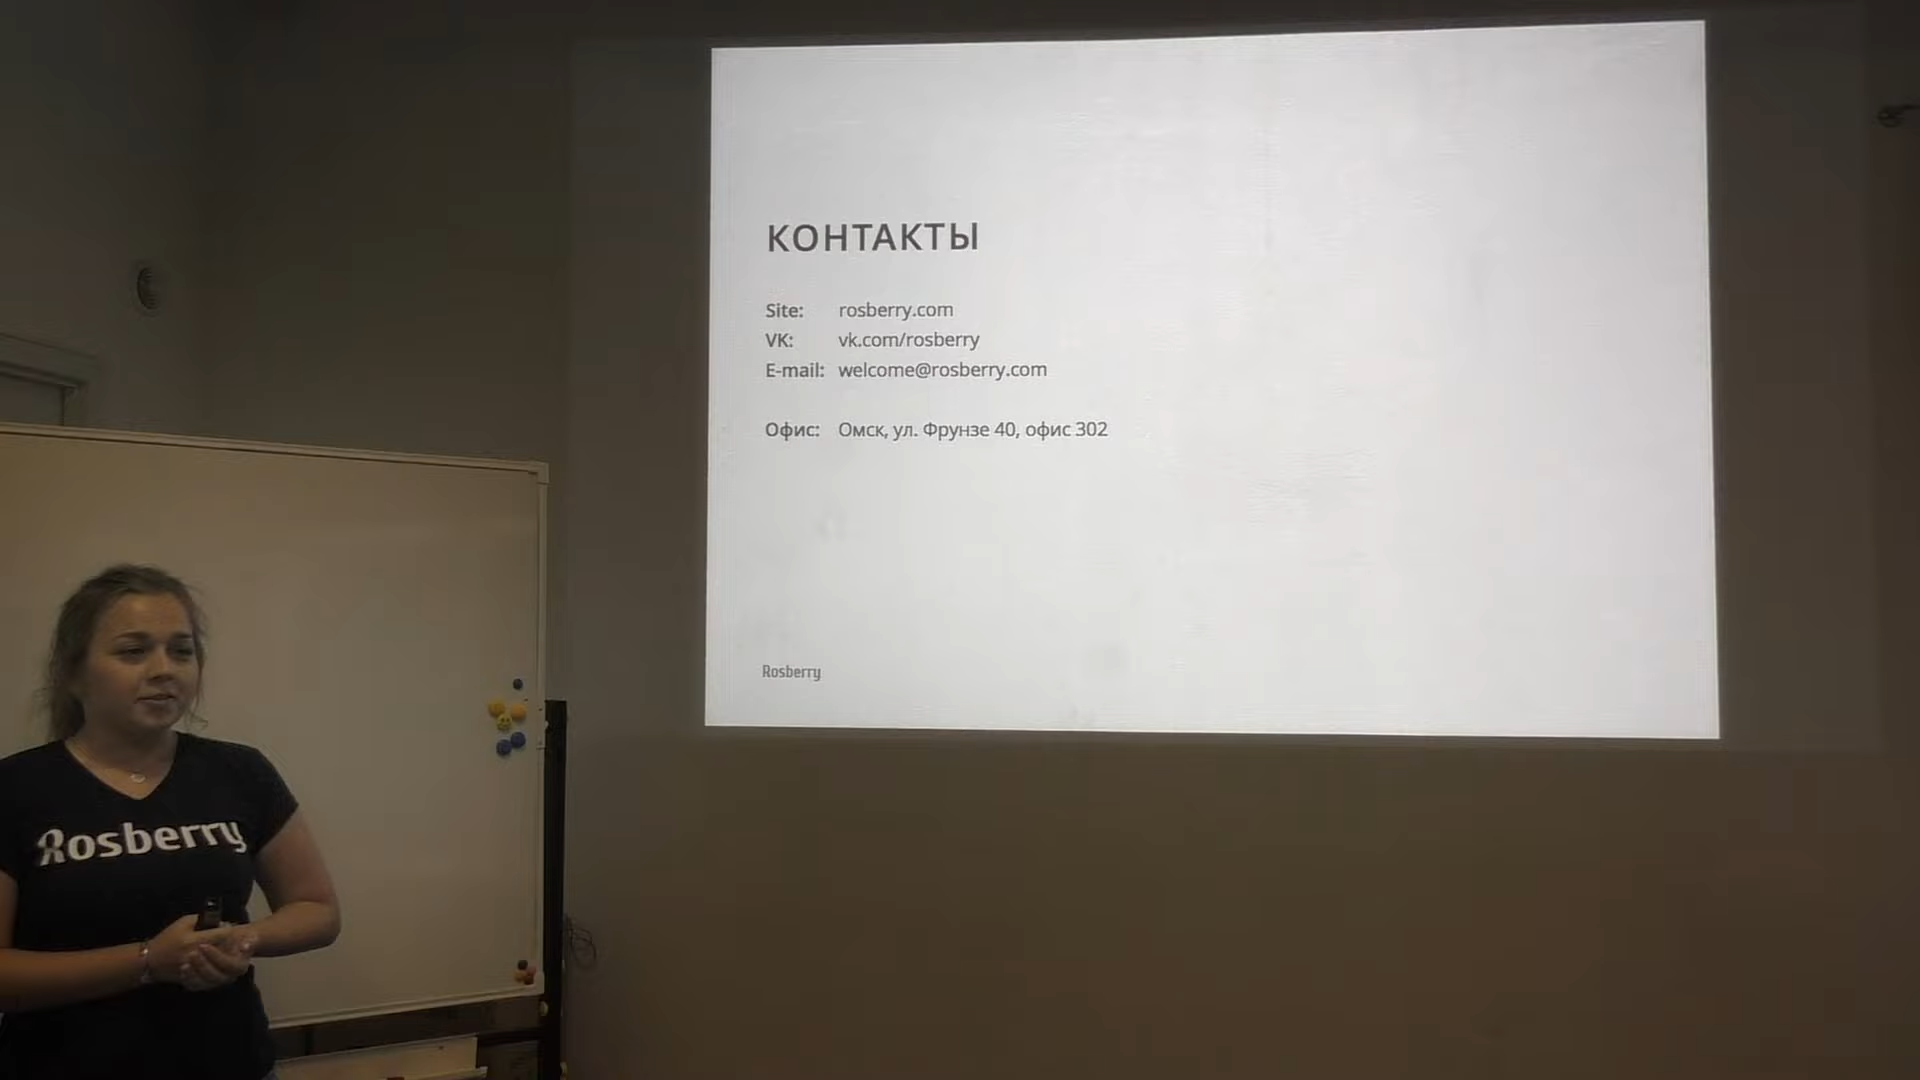 КОНТАКТЫ
Site: rosberry.com
VK: vk.com/rosberry
E-mail: welcome@rosberry.com
Офис: Омск, ул. Фрунзе 40, офис 302
Rosberry
Rosberry